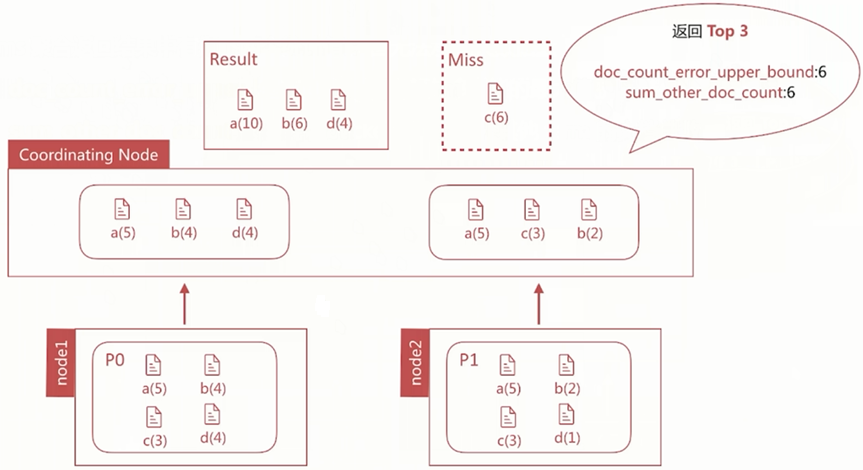 返回 Top 3
doc_count_error_upper_bound:6
sum_other_doc_count:6
Result
a(10) b(6) d(4)
Miss
c(6)
Coordinating Node
a(5) b(4) d(4)
a(5) c(3) b(2)
node1
P0
a(5) b(4)
c(3) d(4)
node2
P1
a(5) b(2)
c(3) d(1)